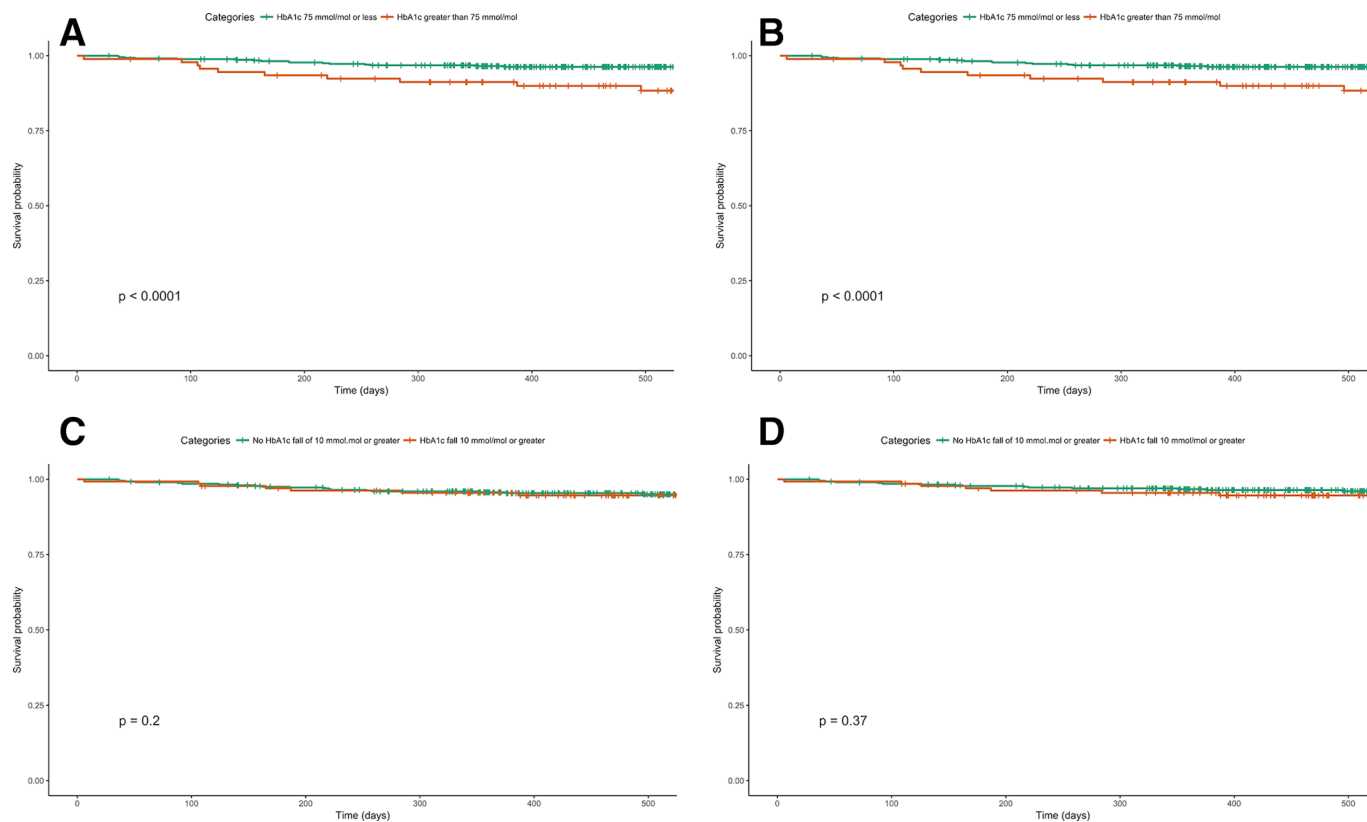 A
Categories HbA1c 75 mmol/mol or less HbA1c greater than 75 mmol/mol
1.00
0.75
0.50
0.25
0.00
Survival probability
p < 0.0001
0 100 200 300 400 500
Time (days)
B
Categories HbA1c 75 mmol/mol or less HbA1c greater than 75 mmol/mol
1.00
0.75
0.50
0.25
0.00
Survival probability
p < 0.0001
0 100 200 300 400 500
Time (days)
C
Categories No HbA1c fall of 10 mmol.mol or greater HbA1c fall 10 mmol/mol or greater
1.00
0.75
0.50
0.25
0.00
Survival probability
p = 0.2
0 100 200 300 400 500
Time (days)
D
Categories No HbA1c fall of 10 mmol.mol or greater HbA1c fall 10 mmol/mol or greater
1.00
0.75
0.50
0.25
0.00
Survival probability
p = 0.37
0 100 200 300 400 500
Time (days)